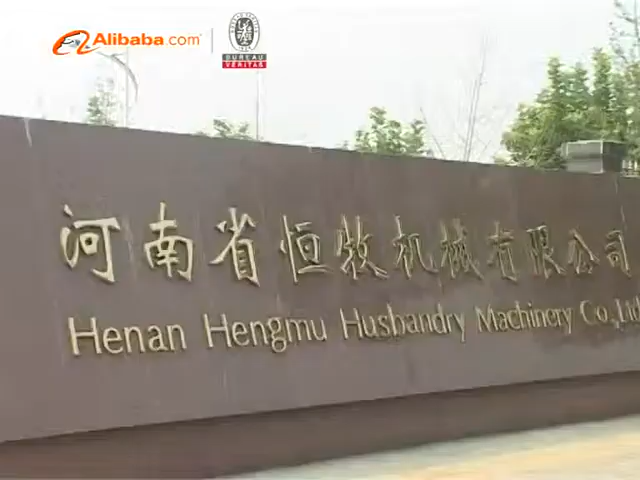 Alibaba.com
BUREAU
VERITAS
河南省恒牧机械有限公司
Henan Hengmu Husbandry Machinery Co.,Ltd